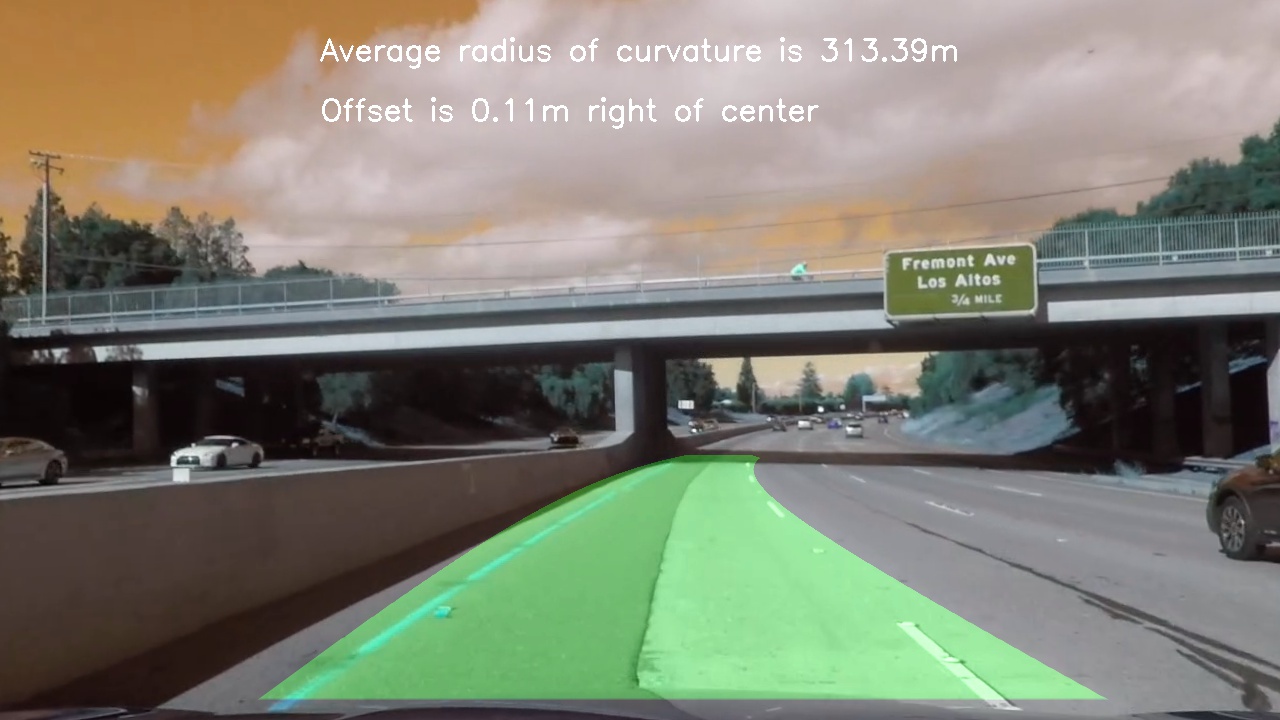 Average radius of curvature is 313.39m
Offset is 0.11m right of center
Fremont Ave
Los Altos
3/4 MILE